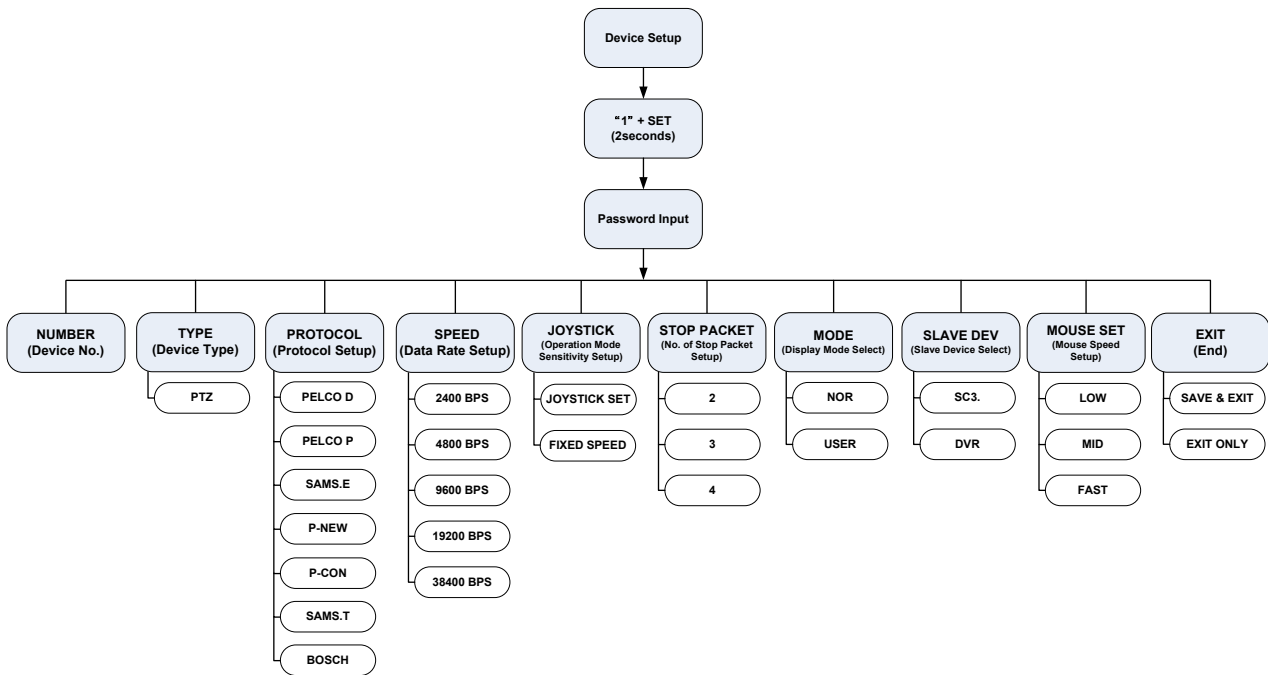 Device Setup
“1” + SET
(2seconds)
Password Input
NUMBER
(Device No.)
TYPE
(Device Type)
PTZ
PROTOCOL
(Protocol Setup)
PELCO D
PELCO P
SAMS.E
P-NEW
P-CON
SAMS.T
BOSCH
SPEED
(Data Rate Setup)
2400 BPS
4800 BPS
9600 BPS
19200 BPS
38400 BPS
JOYSTICK
(Operation Mode
Sensitivity Setup)
JOYSTICK SET
FIXED SPEED
STOP PACKET
(No. of Stop Packet
Setup)
2
3
4
MODE
(Display Mode Select)
NOR
USER
SLAVE DEV
(Slave Device Select)
SC3.
DVR
MOUSE SET
(Mouse Speed
Setup)
LOW
MID
FAST
EXIT
(End)
SAVE & EXIT
EXIT ONLY